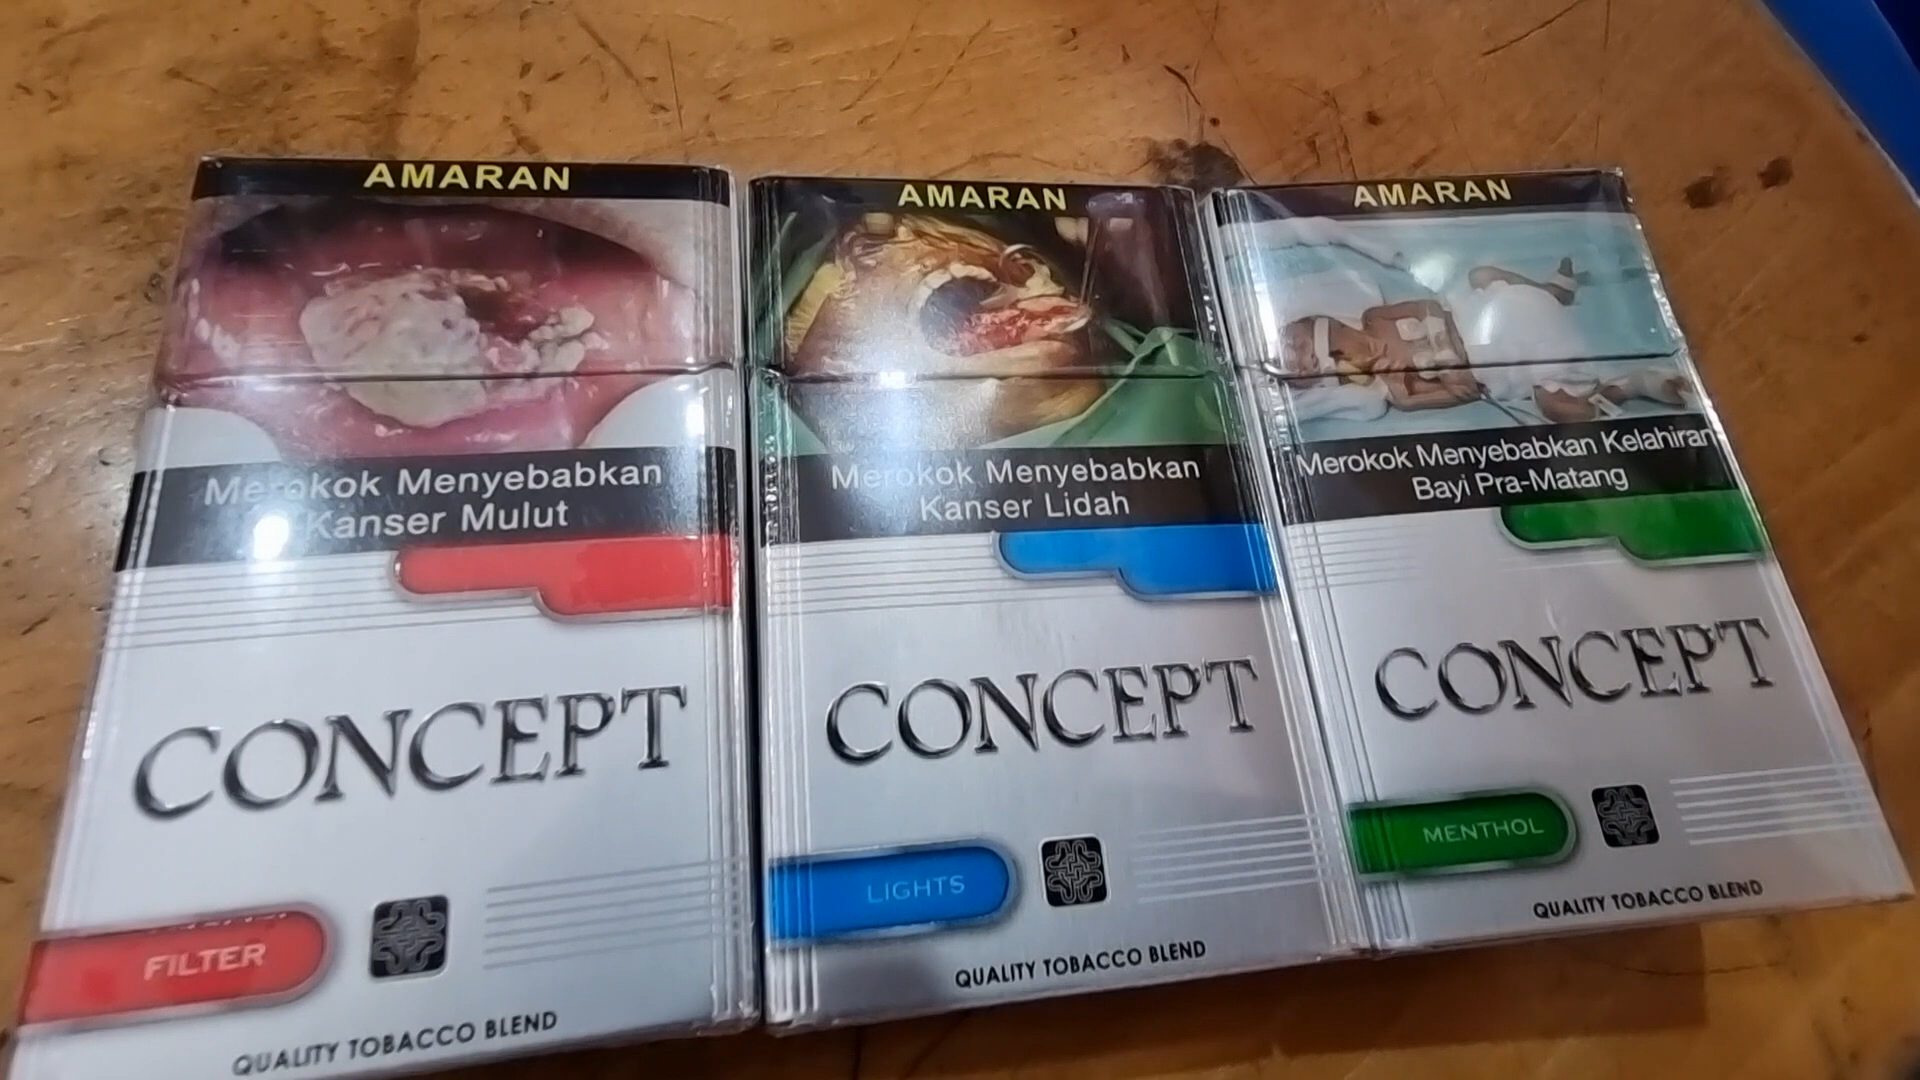 AMARAN
Merokok Menyebabkan
Kanser Mulut
CONCEPT
FILTER
QUALITY TOBACCO BLEND
AMARAN
Merokok Menyebabkan
Kanser Lidah
CONCEPT
LIGHTS
QUALITY TOBACCO BLEND
AMARAN
Merokok Menyebabkan Kelahiran
Bayi Pra-Matang
CONCEPT
MENTHOL
QUALITY TOBACCO BLEND